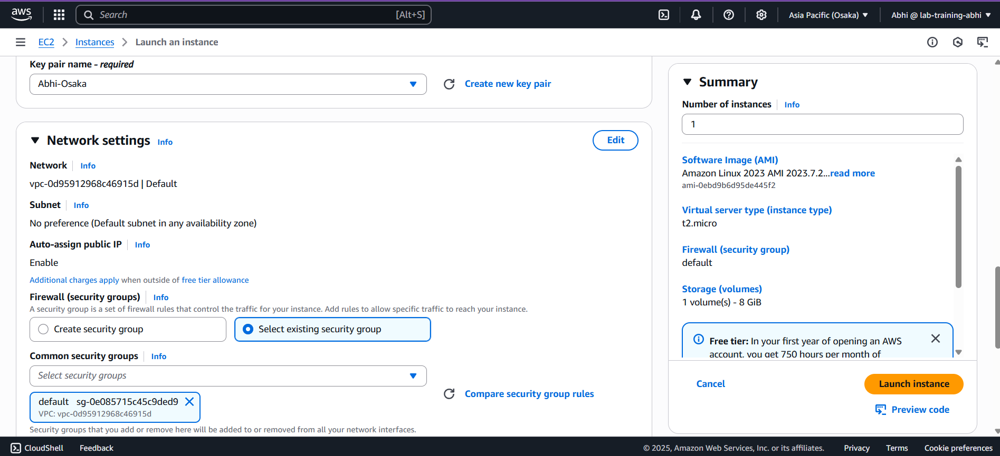 aws
Search [Alt+S]
Asia Pacific (Osaka)
Abhi @ lab-training-abhi
EC2 Instances Launch an instance
Key pair name - required
Abhi-Osaka
Create new key pair
Network settings Info
Edit
Network Info
vpc-0d95912968c46915d | Default
Subnet Info
No preference (Default subnet in any availability zone)
Auto-assign public IP Info
Enable
Additional charges apply when outside of free tier allowance
Firewall (security groups) Info
A security group is a set of firewall rules that control the traffic for your instance. Add rules to allow specific traffic to reach your instance.
Create security group
Select existing security group
Common security groups Info
Select security groups
default sg-0e085715c45c9ded9
VPC: vpc-0d95912968c46915d
Compare security group rules
Security groups that you add or remove here will be added to or removed from all your network interfaces.
Summary
Number of instances Info
1
Software Image (AMI)
Amazon Linux 2023 AMI 2023.7.2...read more
ami-0ebd9b6d95de445f2
Virtual server type (instance type)
t2.micro
Firewall (security group)
default
Storage (volumes)
1 volume(s) - 8 GiB
Free tier: In your first year of opening an AWS
account, you get 750 hours per month of
Cancel
Launch instance
Preview code
CloudShell Feedback
© 2025, Amazon Web Services, Inc. or its affiliates. Privacy Terms Cookie preferences